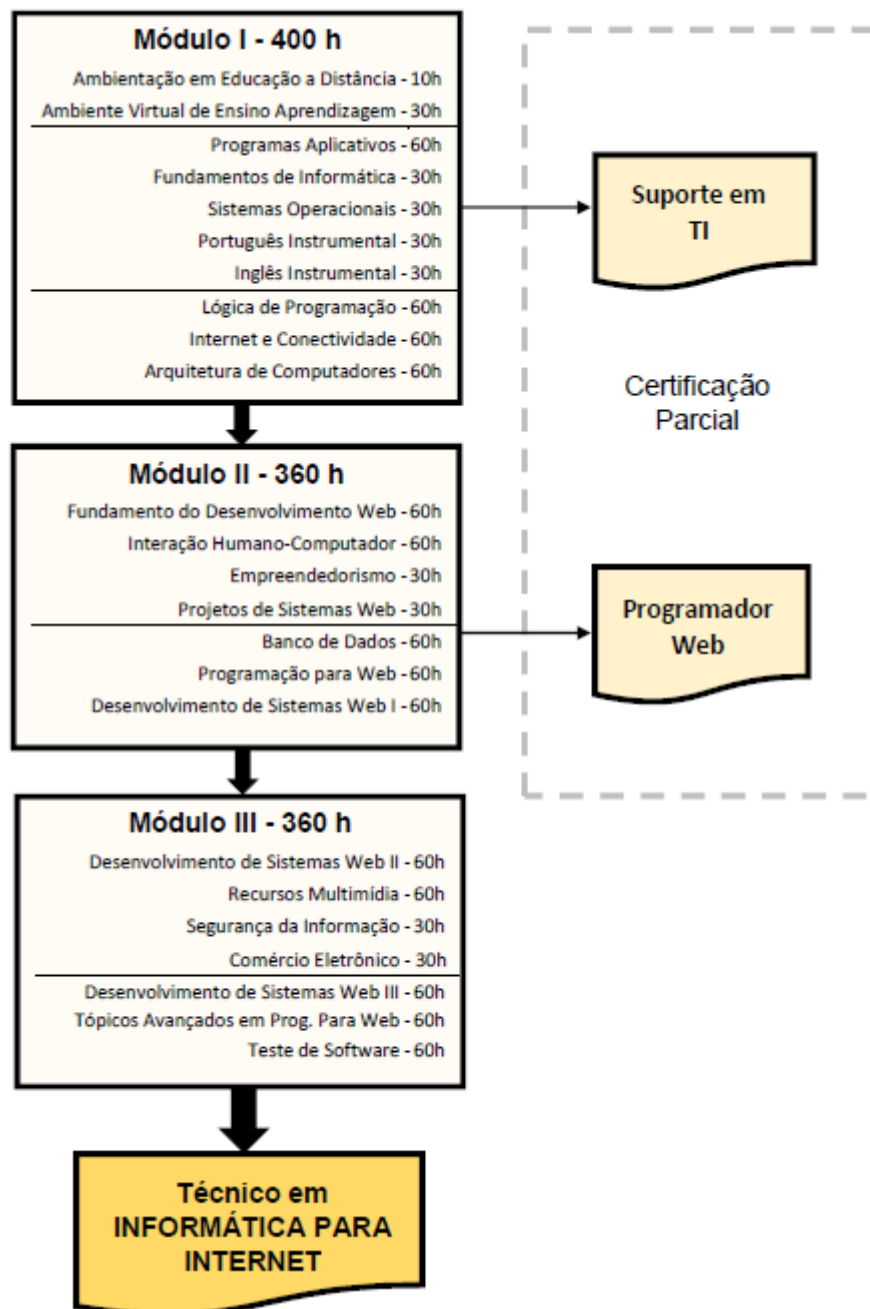 Módulo I - 400 h
Ambientação em Educação a Distância - 10h
Ambiente Virtual de Ensino Aprendizagem - 30h
Programas Aplicativos - 60h
Fundamentos de Informática - 30h
Sistemas Operacionais - 30h
Português Instrumental - 30h
Inglês Instrumental - 30h
Lógica de Programação - 60h
Internet e Conectividade - 60h
Arquitetura de Computadores - 60h
Suporte em
TI
Certificação
Parcial
Módulo II - 360 h
Fundamento do Desenvolvimento Web - 60h
Interação Humano-Computador - 60h
Empreendedorismo - 30h
Projetos de Sistemas Web - 30h
Banco de Dados - 60h
Programação para Web - 60h
Desenvolvimento de Sistemas Web I - 60h
Programador
Web
Módulo III - 360 h
Desenvolvimento de Sistemas Web II - 60h
Recursos Multimídia - 60h
Segurança da Informação - 30h
Comércio Eletrônico - 30h
Desenvolvimento de Sistemas Web III - 60h
Tópicos Avançados em Prog. Para Web - 60h
Teste de Software - 60h
Técnico em
INFORMÁTICA PARA
INTERNET